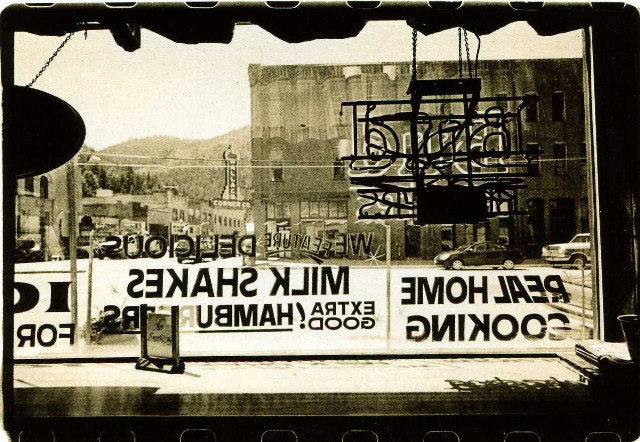 WE FEATURE DELICIOUS
MILK SHAKES
EXTRA GOOD! HAMBURGERS
REAL HOME
COOKING
FOR
CORNER CO.